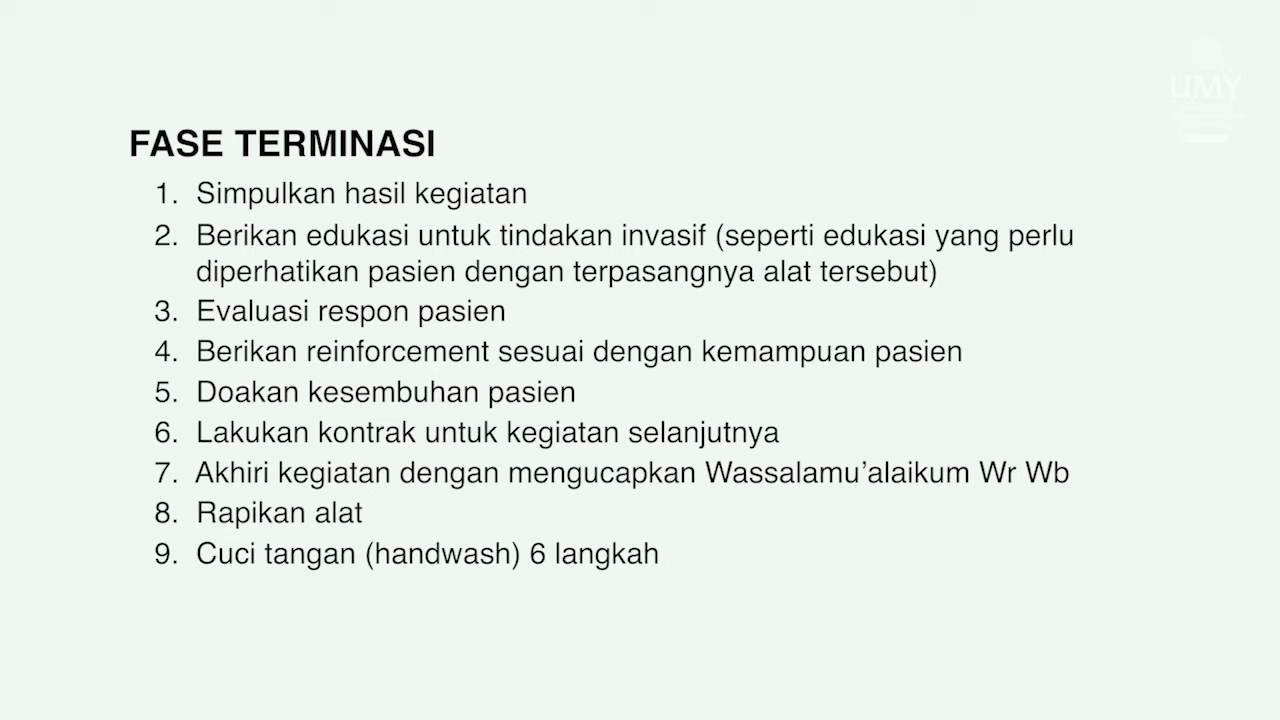 UMY
FASE TERMINASI
1. Simpulkan hasil kegiatan
2. Berikan edukasi untuk tindakan invasif (seperti edukasi yang perlu
diperhatikan pasien dengan terpasangnya alat tersebut)
3. Evaluasi respon pasien
4. Berikan reinforcement sesuai dengan kemampuan pasien
5. Doakan kesembuhan pasien
6. Lakukan kontrak untuk kegiatan selanjutnya
7. Akhiri kegiatan dengan mengucapkan Wassalamu’alaikum Wr Wb
8. Rapikan alat
9. Cuci tangan (handwash) 6 langkah